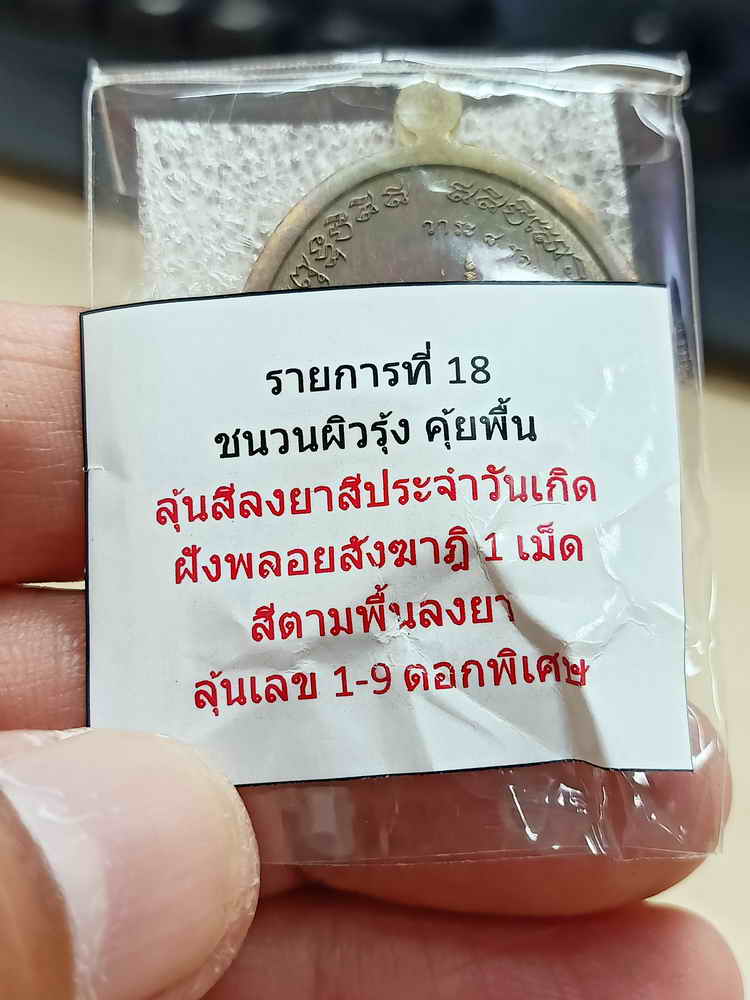 รายการที่ 18
ชนวนผิวรุ้ง คุ้ยพื้น
ลุ้นสีลงยาสีประจำวันเกิด
ฝังพลอยสังฆาฏิ 1 เม็ด
สีตามพื้นลงยา
ลุ้นเลข 1-9 ตอกพิเศษ